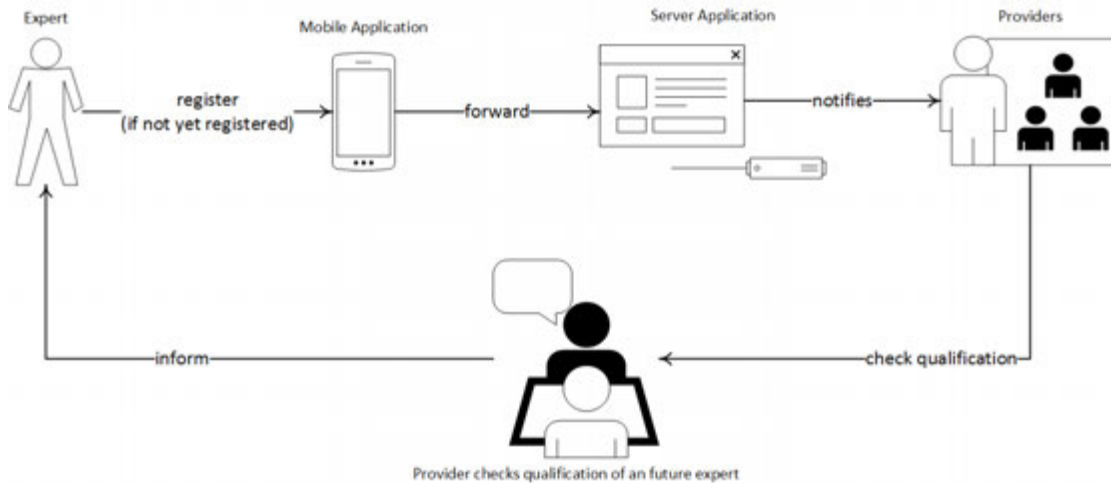 Expert
Mobile Application
Server Application
Providers
register
(if not yet registered)
forward
notifies
inform
check qualification
Provider checks qualification of an future expert